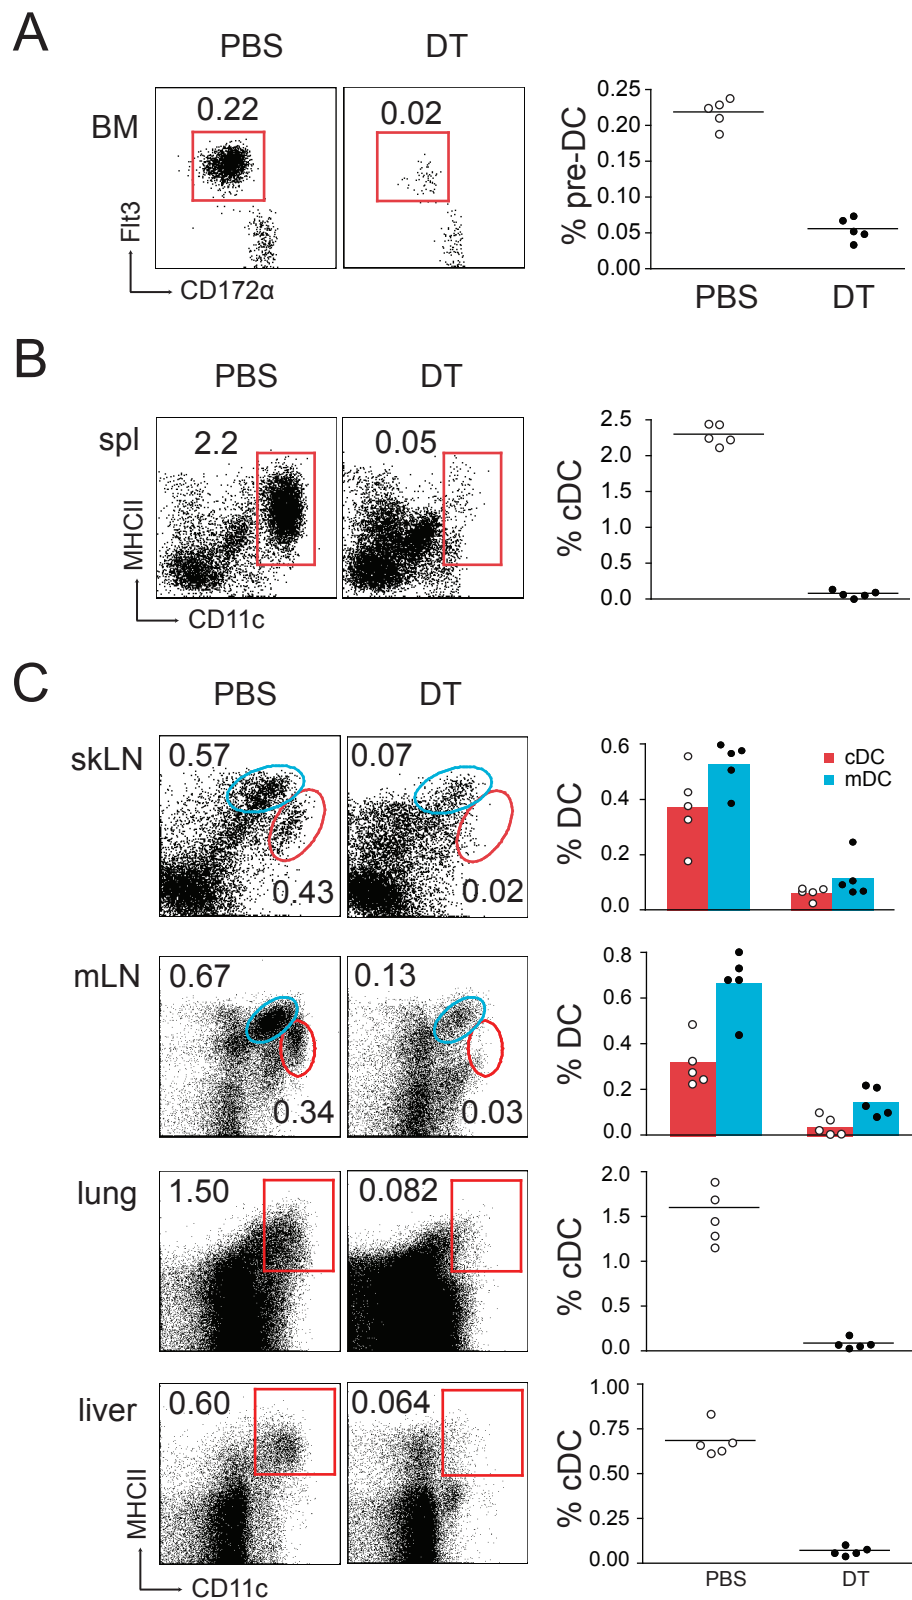 A
PBS
DT
BM
0.22
0.02
Flt3
CD172α
% pre-DC
0.25
0.20
0.15
0.10
0.05
0.00
PBS
DT
B
PBS
DT
spl
2.2
0.05
MHCII
CD11c
% cDC
2.5
2.0
1.5
1.0
0.5
0.0
C
PBS
DT
skLN
0.57
0.43
0.07
0.02
% DC
0.6
0.4
0.2
0.0
cDC
mDC
mLN
0.67
0.34
0.13
0.03
% DC
0.8
0.6
0.4
0.2
0.0
lung
1.50
0.082
% cDC
2.0
1.5
1.0
0.5
0.0
liver
0.60
0.064
MHCII
CD11c
% cDC
1.00
0.75
0.50
0.25
0.00
PBS
DT